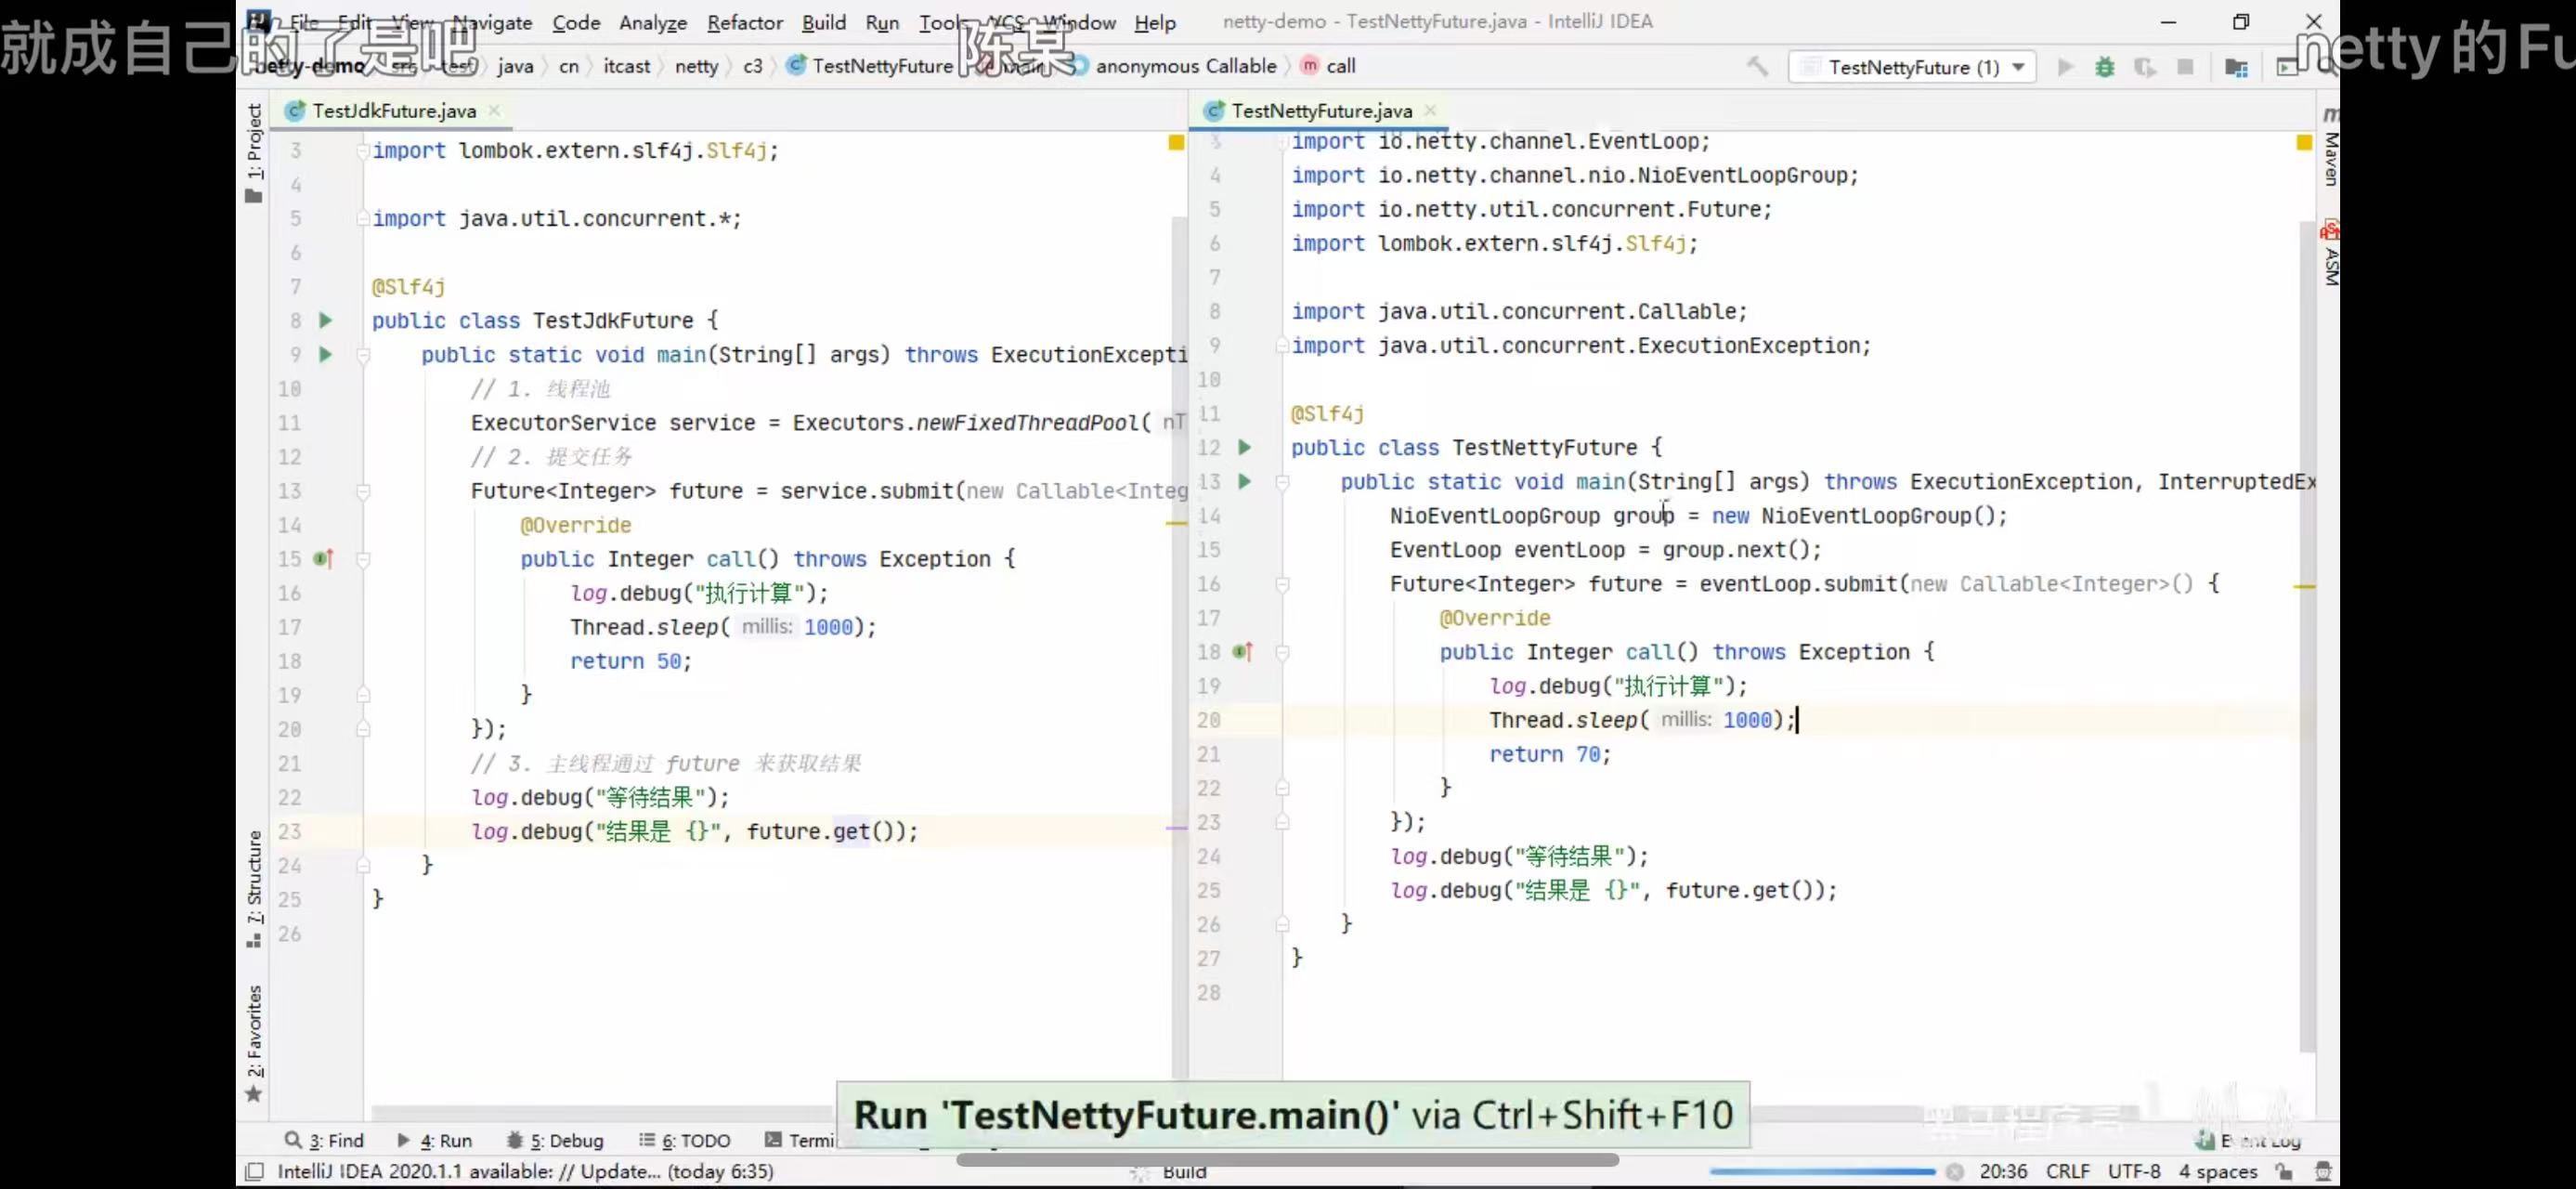 File Edit View Navigate Code Analyze Refactor Build Run Tools VCS Window Help netty-demo - TestNettyFuture.java - IntelliJ IDEA
就成自己的了是吧 陈某 netty的Fu
netty-demo src test java cn itcast netty c3 TestNettyFuture main anonymous Callable call TestNettyFuture (1)
TestJdkFuture.java
3 import lombok.extern.slf4j.Slf4j;
4
5 import java.util.concurrent.*;
6
7 @Slf4j
8 public class TestJdkFuture {
9 public static void main(String[] args) throws ExecutionExcepti
10 // 1. 线程池
11 ExecutorService service = Executors.newFixedThreadPool( nT
12 // 2. 提交任务
13 Future<Integer> future = service.submit(new Callable<Integ
14 @Override
15 public Integer call() throws Exception {
16 log.debug("执行计算");
17 Thread.sleep( millis: 1000);
18 return 50;
19 }
20 });
21 // 3. 主线程通过 future 来获取结果
22 log.debug("等待结果");
23 log.debug("结果是 {}", future.get());
24 }
25 }
26
TestNettyFuture.java
3 import io.netty.channel.EventLoop;
4 import io.netty.channel.nio.NioEventLoopGroup;
5 import io.netty.util.concurrent.Future;
6 import lombok.extern.slf4j.Slf4j;
7
8 import java.util.concurrent.Callable;
9 import java.util.concurrent.ExecutionException;
10
11 @Slf4j
12 public class TestNettyFuture {
13 public static void main(String[] args) throws ExecutionException, InterruptedEx
14 NioEventLoopGroup group = new NioEventLoopGroup();
15 EventLoop eventLoop = group.next();
16 Future<Integer> future = eventLoop.submit(new Callable<Integer>() {
17 @Override
18 public Integer call() throws Exception {
19 log.debug("执行计算");
20 Thread.sleep( millis: 1000);
21 return 70;
22 }
23 });
24 log.debug("等待结果");
25 log.debug("结果是 {}", future.get());
26 }
27 }
28
1: Project
7: Structure
2: Favorites
Maven
ASM
Run 'TestNettyFuture.main()' via Ctrl+Shift+F10
3: Find 4: Run 5: Debug 6: TODO Termi Event Log
IntelliJ IDEA 2020.1.1 available: // Update... (today 6:35) Build 20:36 CRLF UTF-8 4 spaces